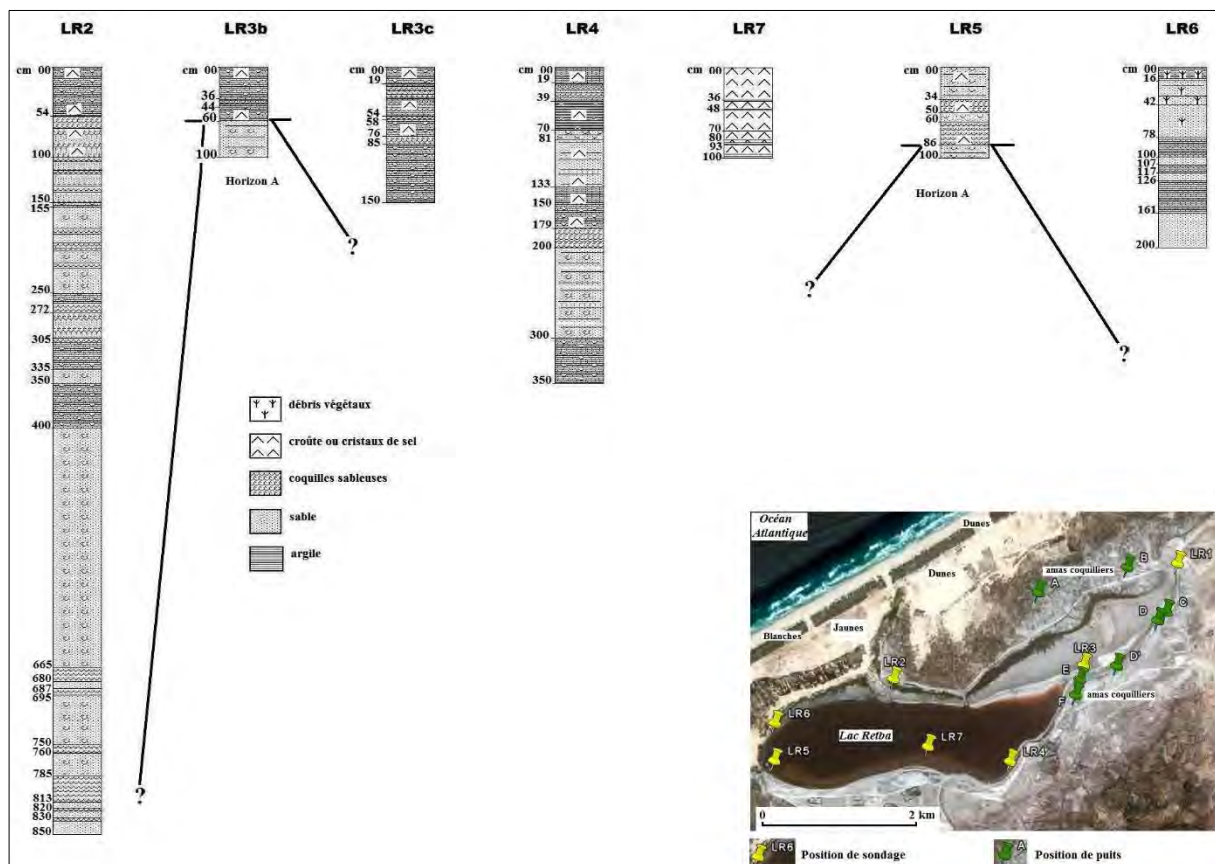 LR2 LR3b LR3c LR4 LR7 LR5 LR6
cm 00
54
100
150
155
250
272
305
335
350
400
665
680
687
695
750
760
785
813
820
830
850
cm 00
36
44
60
100
Horizon A
?
?
cm 00
19
54
58
76
85
150
cm 00
19
39
70
81
133
150
179
200
300
350
cm 00
36
48
70
80
93
100
cm 00
34
50
60
86
100
Horizon A
?
?
cm 00
16
42
78
100
107
117
126
161
200
débris végétaux
croûte ou cristaux de sel
coquilles sableuses
sable
argile
Océan
Atlantique
Dunes
Dunes
amas coquilliers
B
LR1
A
C
D
Blanches
Jaunes
LR2
LR3
D'
E
amas coquilliers
F
LR6
Lac Retba
LR7
LR5
LR4
0 2 km
LR6 Position de sondage
A Position de puits